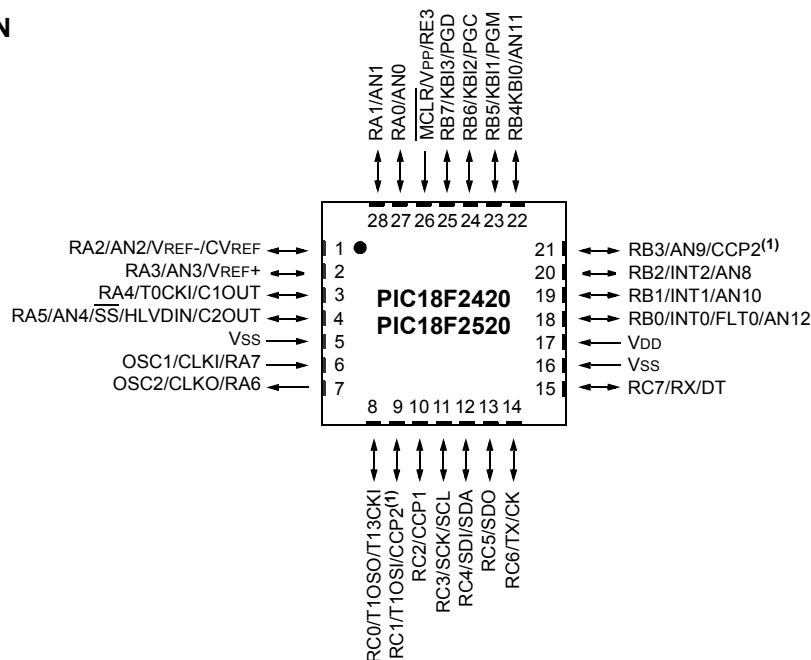 N
RA1/AN1
RA0/AN0
MCLR/VPP/RE3
RB7/KBI3/PGD
RB6/KBI2/PGC
RB5/KBI1/PGM
RB4KBI0/AN11
28 27 26 25 24 23 22
RA2/AN2/VREF-/CVREF
RA3/AN3/VREF+
RA4/T0CKI/C1OUT
RA5/AN4/SS/HLVDIN/C2OUT
VSS
OSC1/CLKI/RA7
OSC2/CLKO/RA6
1
2
3
4
5
6
7
PIC18F2420
PIC18F2520
21
20
19
18
17
16
15
RB3/AN9/CCP2(1)
RB2/INT2/AN8
RB1/INT1/AN10
RB0/INT0/FLT0/AN12
VDD
VSS
RC7/RX/DT
8 9 10 11 12 13 14
RC0/T1OSO/T13CKI
RC1/T1OSI/CCP2(1)
RC2/CCP1
RC3/SCK/SCL
RC4/SDI/SDA
RC5/SDO
RC6/TX/CK